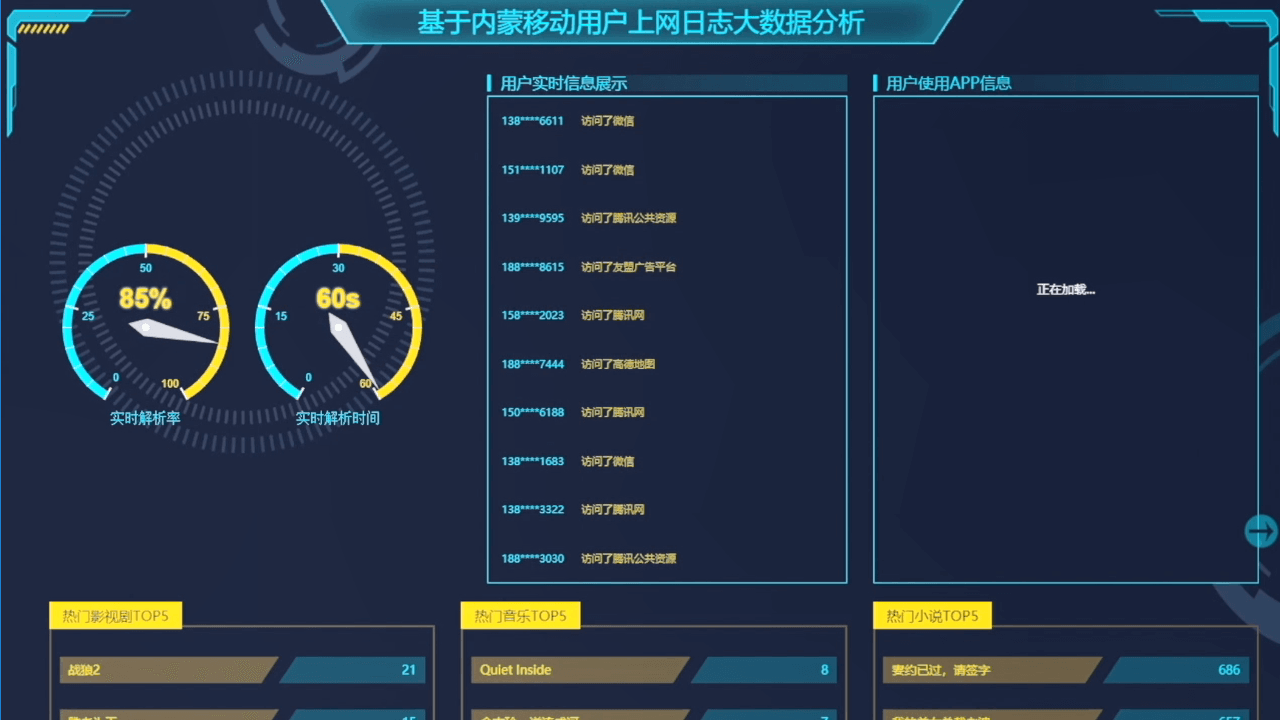 基于内蒙移动用户上网日志大数据分析
50
25
75
85%
0
100
实时解析率
30
15
45
60s
0
60
实时解析时间
用户实时信息展示
138****6611 访问了微信
151****1107 访问了微信
139****9595 访问了腾讯公共资源
188****8615 访问了友盟广告平台
158****2023 访问了腾讯网
188****7444 访问了高德地图
150****6188 访问了腾讯网
138****1683 访问了微信
138****3322 访问了腾讯网
188****3030 访问了腾讯公共资源
用户使用APP信息
正在加载...
热门影视剧TOP5
战狼2 21
热门音乐TOP5
Quiet Inside 8
热门小说TOP5
妻约已过，请签字 686